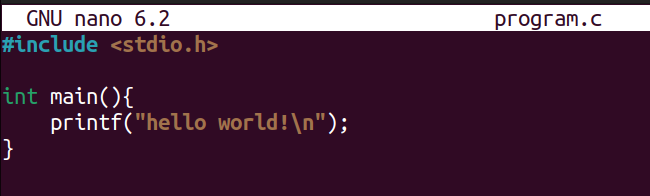 GNU nano 6.2 program.c
#include <stdio.h>
int main(){
    printf("hello world!\n");
}